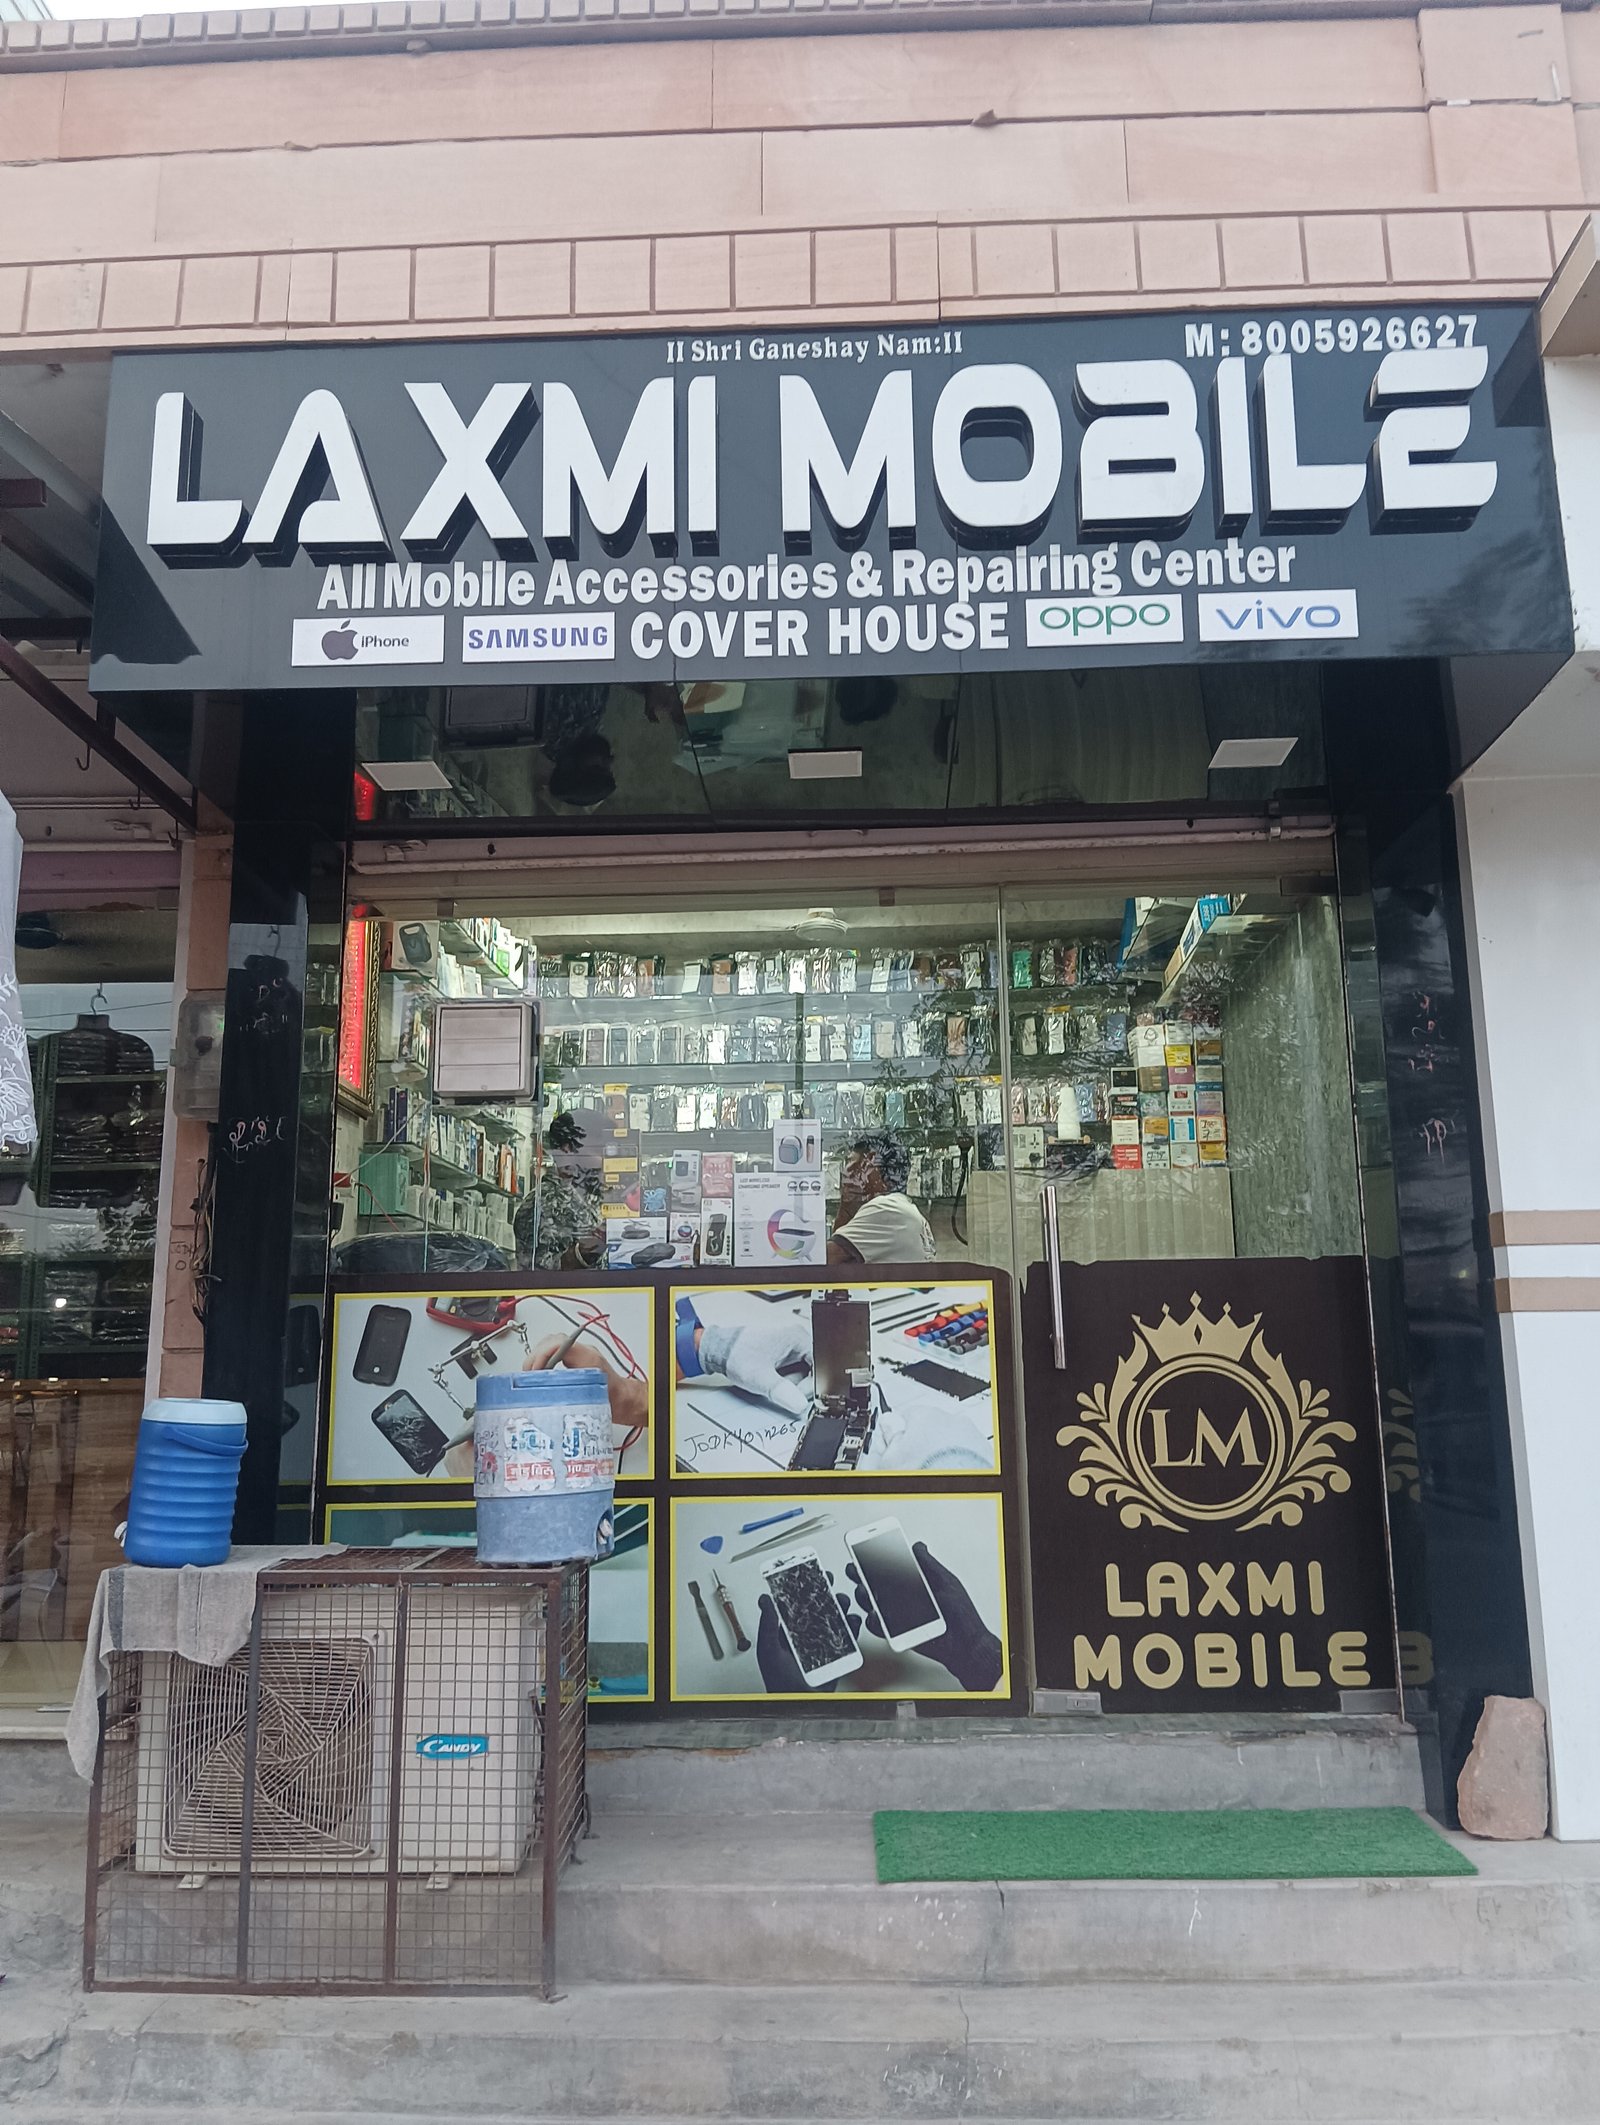 II Shri Ganeshay Nam:II
M: 8005926627
LAXMI MOBILE
All Mobile Accessories & Repairing Center
iPhone
SAMSUNG
COVER HOUSE
oppo
vivo
LM
LAXMI
MOBILE
CANDY